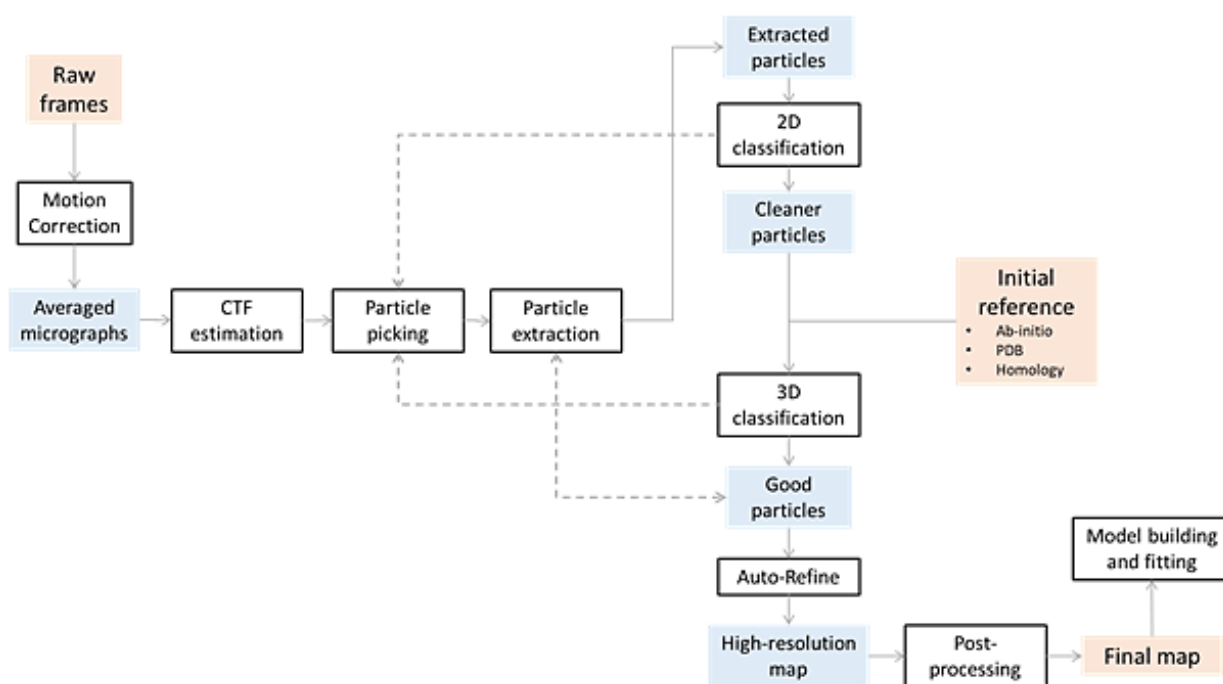 Raw
frames
Motion
Correction
Averaged
micrographs
CTF
estimation
Particle
picking
Particle
extraction
Extracted
particles
2D
classification
Cleaner
particles
Initial
reference
• Ab-initio
• PDB
• Homology
3D
classification
Good
particles
Auto-Refine
High-resolution
map
Post-
processing
Final map
Model building
and fitting